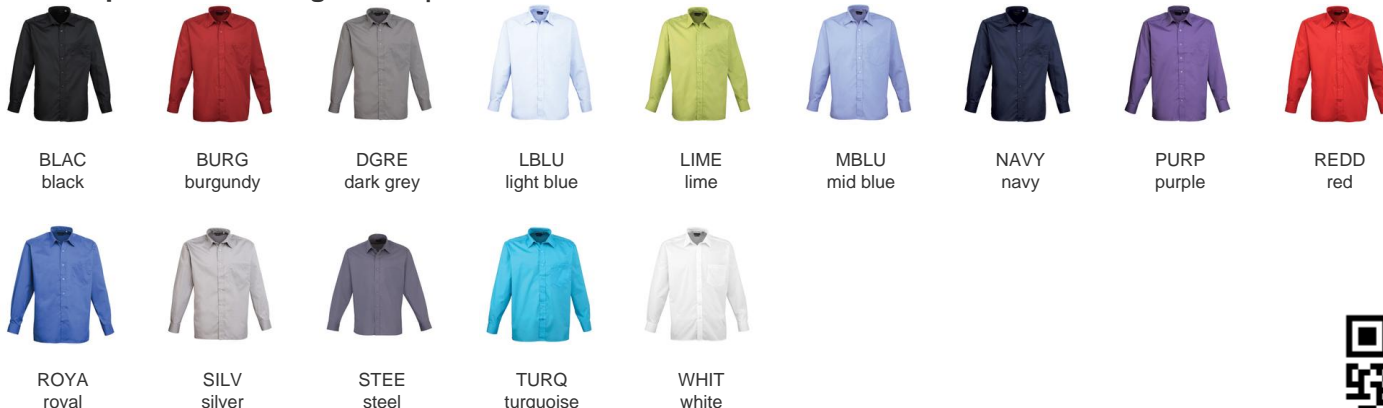 BLAC BURG DGRE LBLU LIME MBLU NAVY PURP REDD
black burgundy dark grey light blue lime mid blue navy purple red
ROYA SILV STEE TURQ WHIT
royal silver steel turquoise white